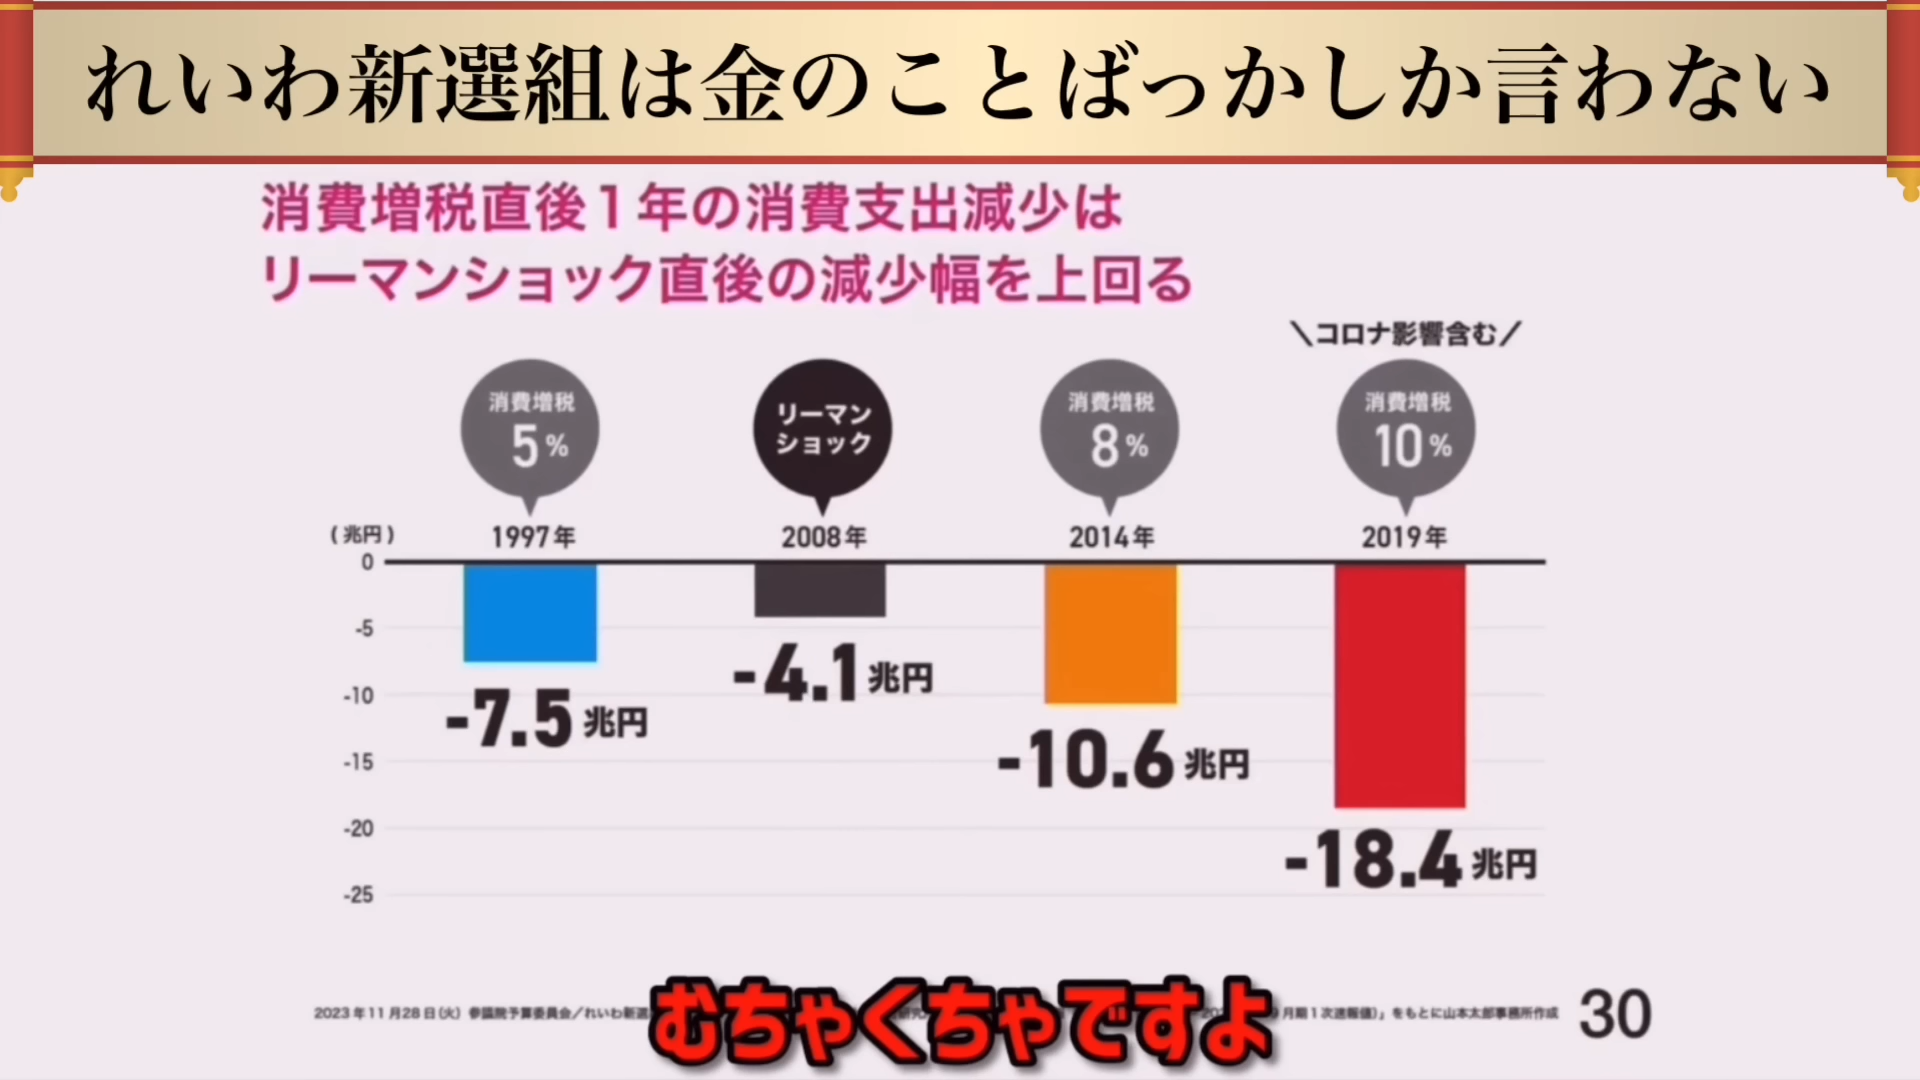 れいわ新選組は金のことばっかしか言わない
消費増税直後1年の消費支出減少は
リーマンショック直後の減少幅を上回る
\コロナ影響含む/
消費増税
5%
リーマン
ショック
消費増税
8%
消費増税
10%
(兆円)
1997年
2008年
2014年
2019年
0
-5
-10
-15
-20
-25
-7.5兆円
-4.1兆円
-10.6兆円
-18.4兆円
2023年11月28日(火) 参議院予算委員会/れいわ新選
月期1次速報値)」をもとに山本太郎事務所作成
30
むちゃくちゃですよ